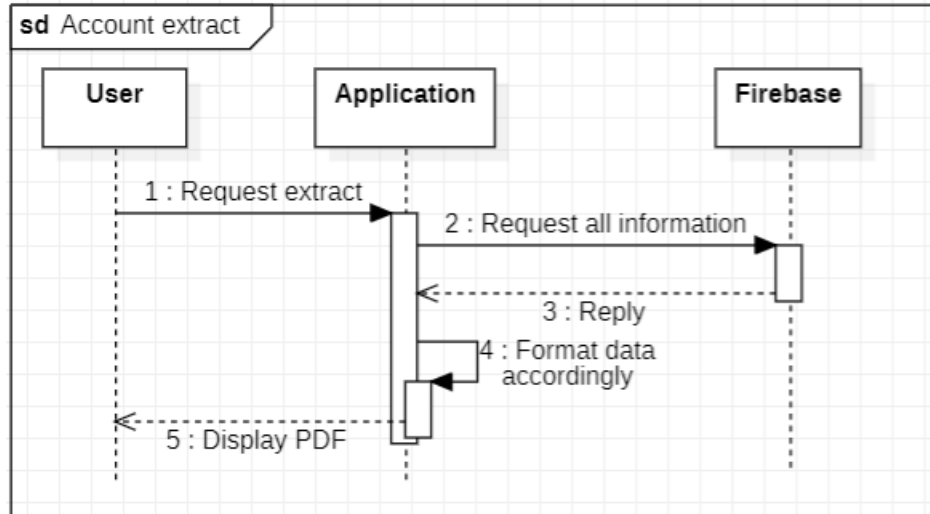 sd Account extract
User
Application
Firebase
1 : Request extract
2 : Request all information
3 : Reply
4 : Format data
accordingly
5 : Display PDF